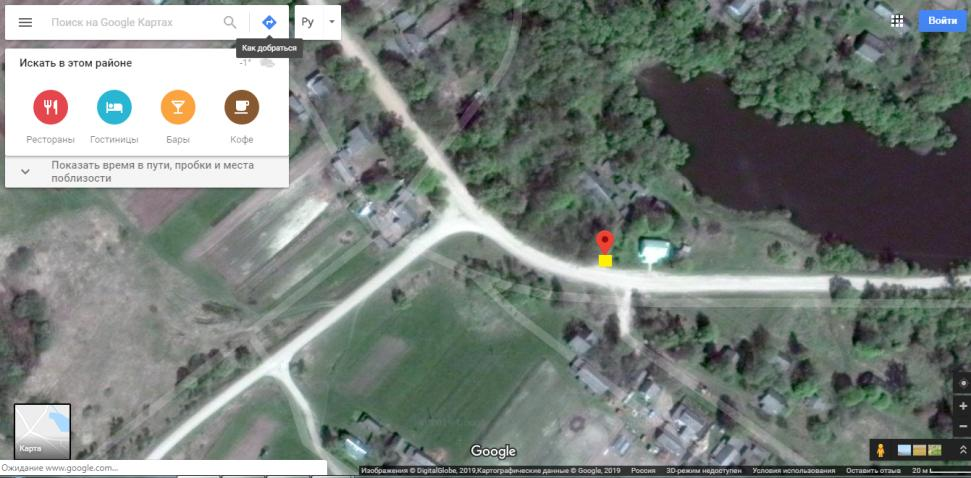 Поиск на Google Картах
Ру
Войти
Как добраться
Искать в этом районе
-1°
Рестораны
Гостиницы
Бары
Кофе
Показать время в пути, пробки и места
поблизости
Карта
Google
Ожидание www.google.com...
Изображения © DigitalGlobe, 2019,Картографические данные © Google, 2019 Россия 3D-режим недоступен Условия использования Оставить отзыв 20 м